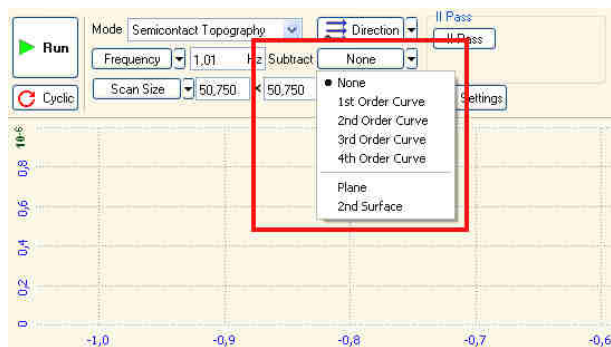 Run
Mode Semicontact Topography
Direction
II Pass
II Pass
Frequency 1,01 Hz Subtract None
Cyclic
Scan Size 50,750 × 50,750
Settings
None
1st Order Curve
2nd Order Curve
3rd Order Curve
4th Order Curve
Plane
2nd Surface
10-6
0,8
0,6
0,4
0,2
0
-1,0 -0,9 -0,8 -0,7 -0,6